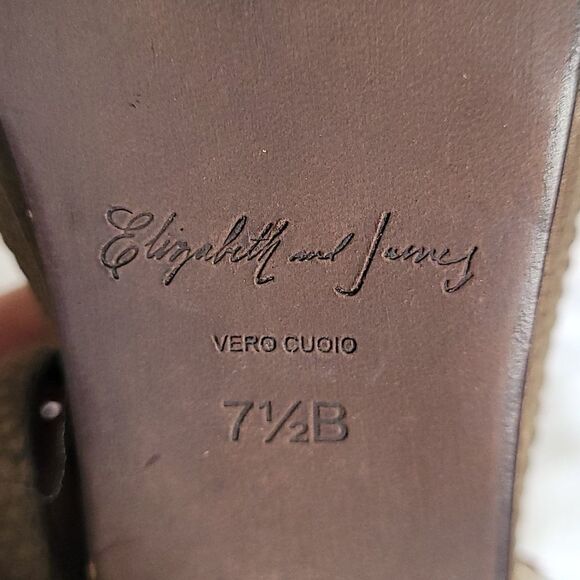 Elizabeth and James
VERO CUOIO
7½B